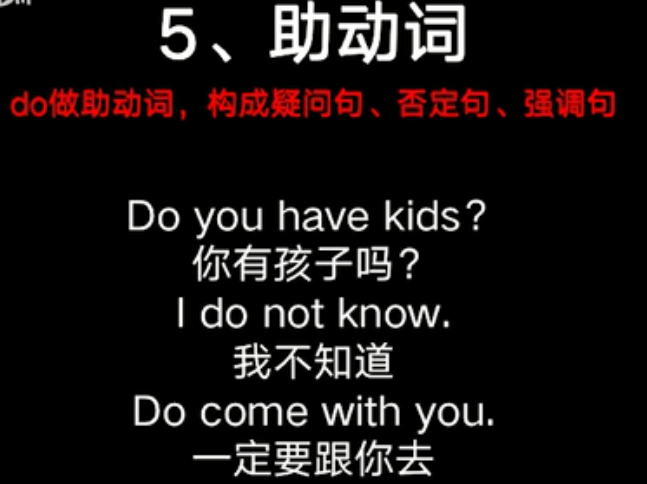 5、助动词
do做助动词，构成疑问句、否定句、强调句
Do you have kids?
你有孩子吗?
I do not know.
我不知道
Do come with you.
一定要跟你去